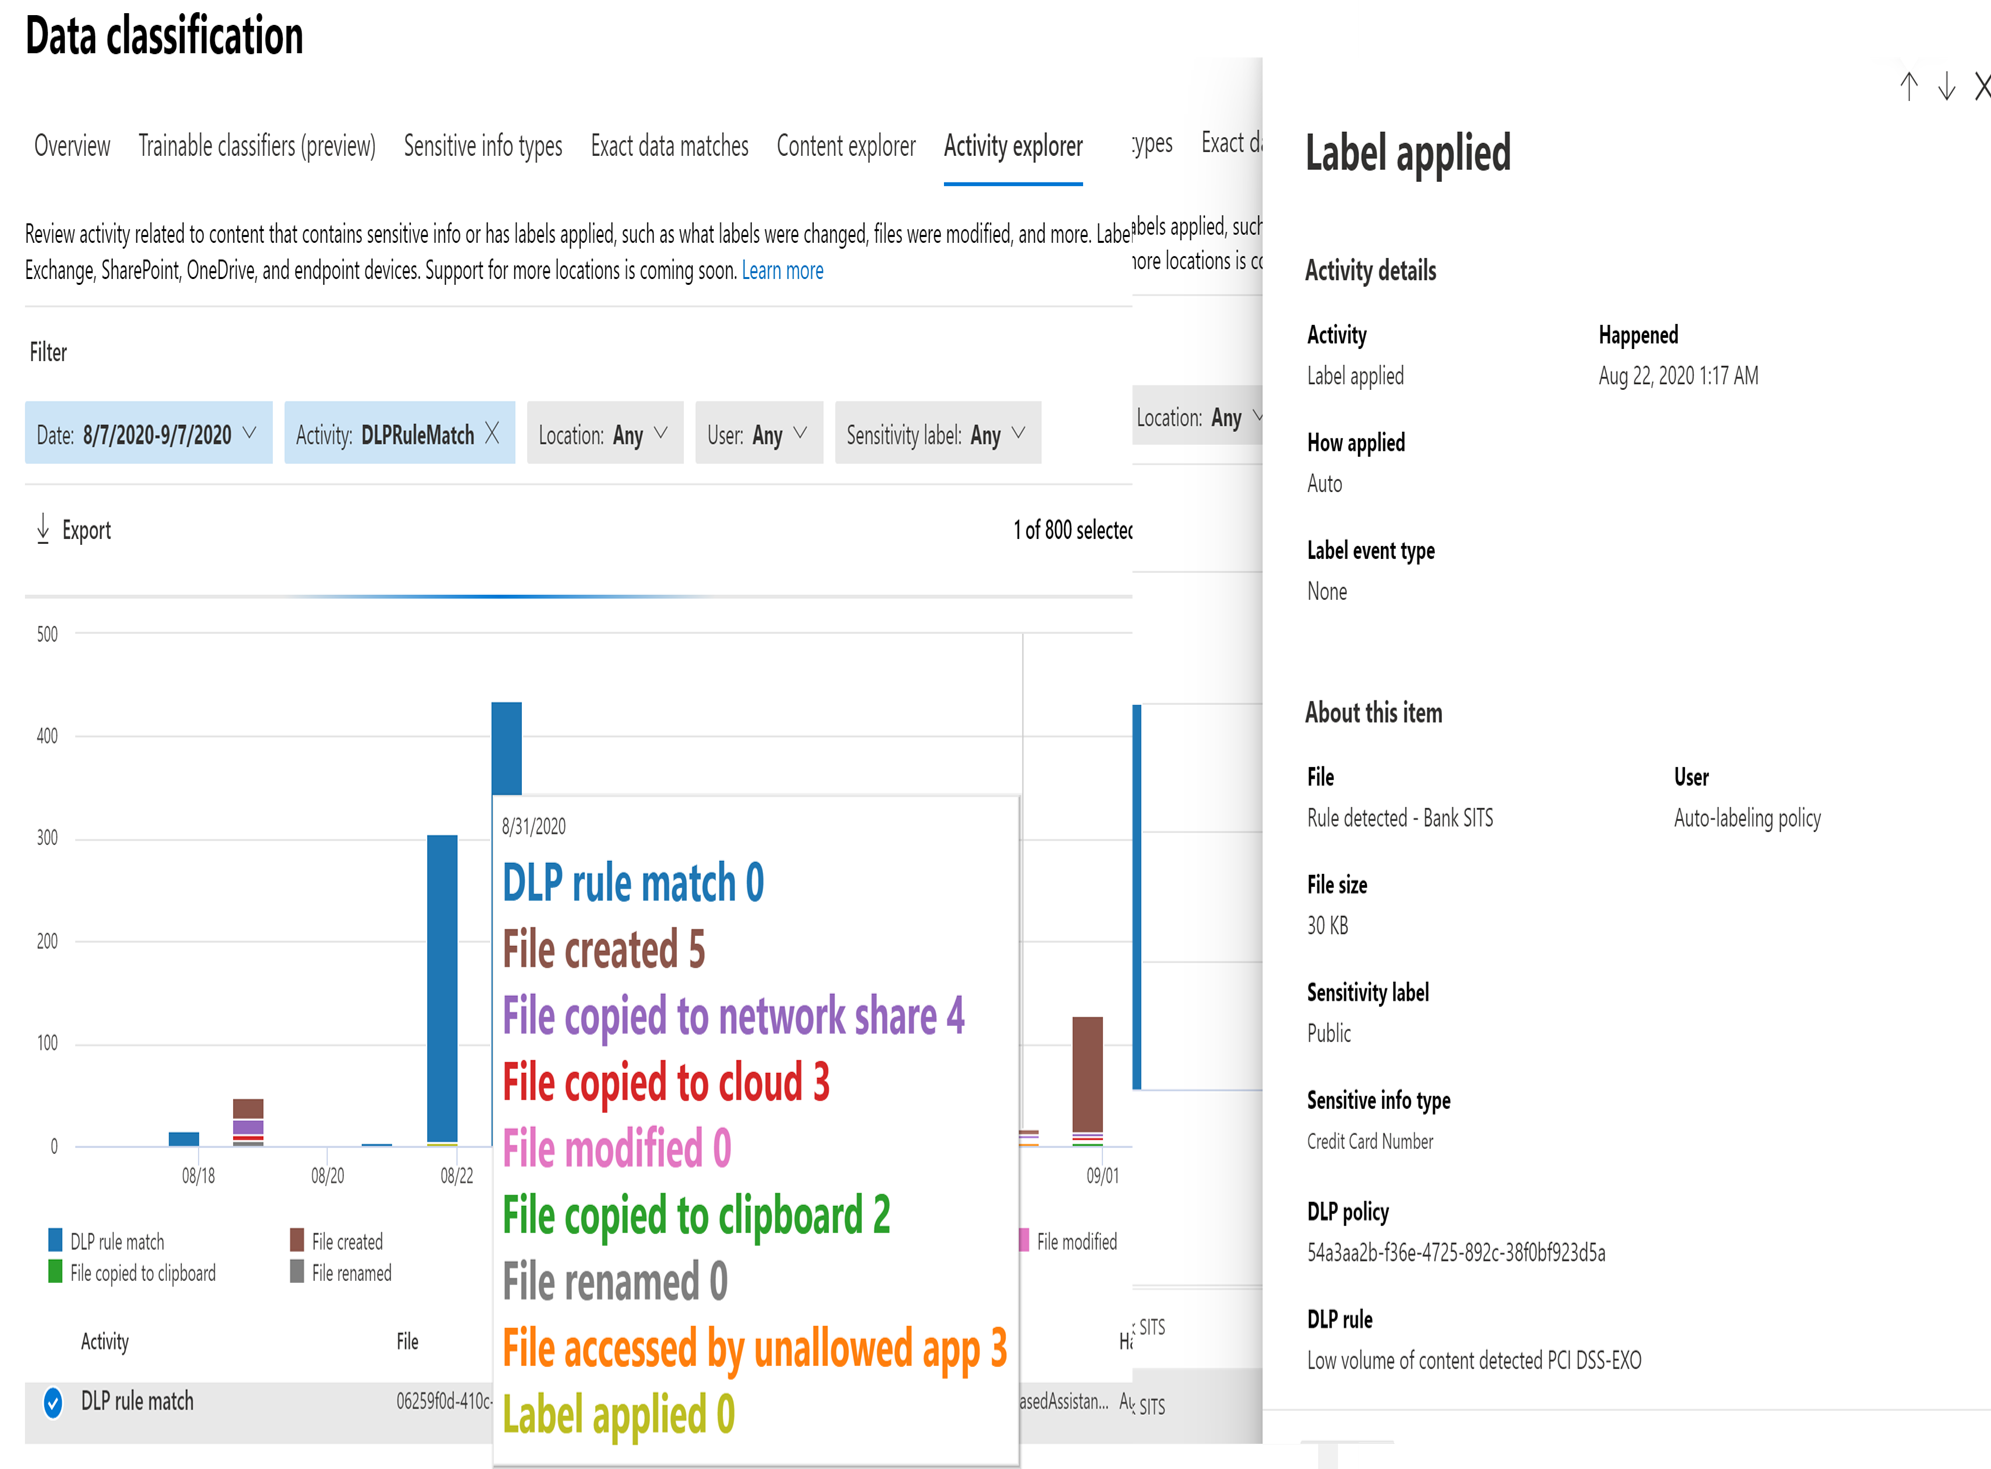 Data classification
Overview Trainable classifiers (preview) Sensitive info types Exact data matches Content explorer Activity explorer
Review activity related to content that contains sensitive info or has labels applied, such as what labels were changed, files were modified, and more.
Exchange, SharePoint, OneDrive, and endpoint devices. Support for more locations is coming soon. Learn more
Filter
Date: 8/7/2020-9/7/2020 Activity: DLPRuleMatch Location: Any User: Any Sensitivity label: Any
Export 1 of 800 selected
500
400
300
200
100
0
08/18 08/20 08/22 09/01
8/31/2020
DLP rule match 0
File created 5
File copied to network share 4
File copied to cloud 3
File modified 0
File copied to clipboard 2
File renamed 0
File accessed by unallowed app 3
Label applied 0
DLP rule match File created File modified
File copied to clipboard File renamed
Activity File
DLP rule match 06259f0d-410c-
types Exact
applied, such
locations is
Location: Any
SITS
SITS
Label applied
Activity details
Activity Happened
Label applied Aug 22, 2020 1:17 AM
How applied
Auto
Label event type
None
About this item
File User
Rule detected - Bank SITS Auto-labeling policy
File size
30 KB
Sensitivity label
Public
Sensitive info type
Credit Card Number
DLP policy
54a3aa2b-f36e-4725-892c-38f0bf923d5a
DLP rule
Low volume of content detected PCI DSS-EXO